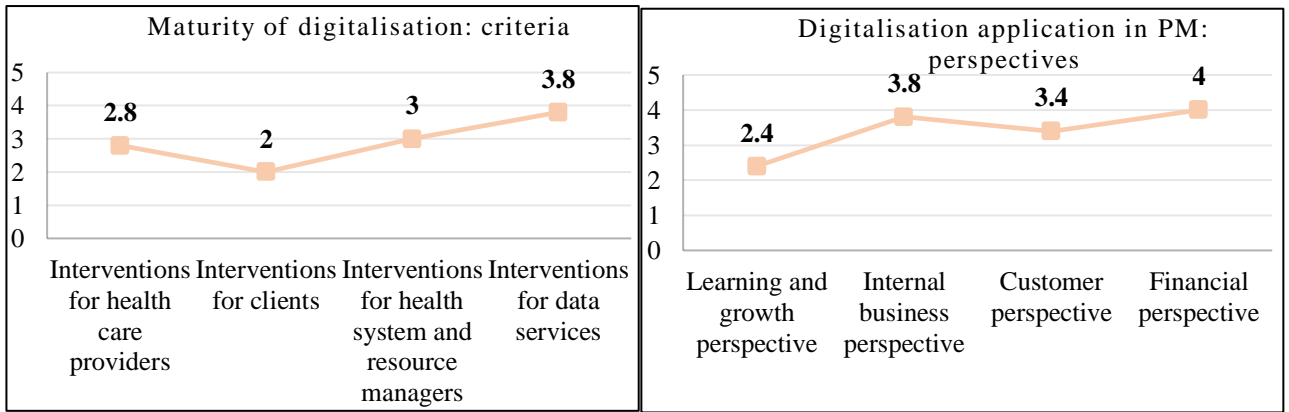 Maturity of digitalisation: criteria
5
4
3
2
1
0
2.8
2
3
3.8
Interventions
for health
care
providers
Interventions
for clients
Interventions
for health
system and
resource
managers
Interventions
for data
services
Digitalisation application in PM:
perspectives
5
4
3
2
1
0
2.4
3.8
3.4
4
Learning and
growth
perspective
Internal
business
perspective
Customer
perspective
Financial
perspective